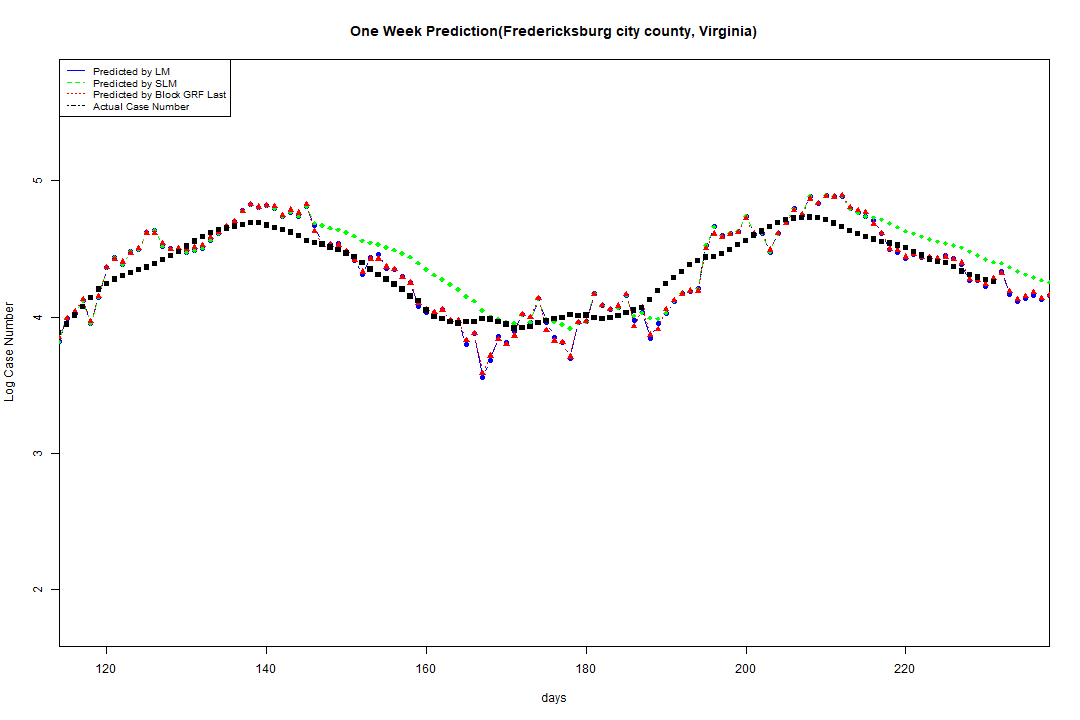 One Week Prediction(Fredericksburg city county, Virginia)
Predicted by LM
Predicted by SLM
Predicted by Block GRF Last
Actual Case Number
Log Case Number
5
4
3
2
120 140 160 180 200 220
days